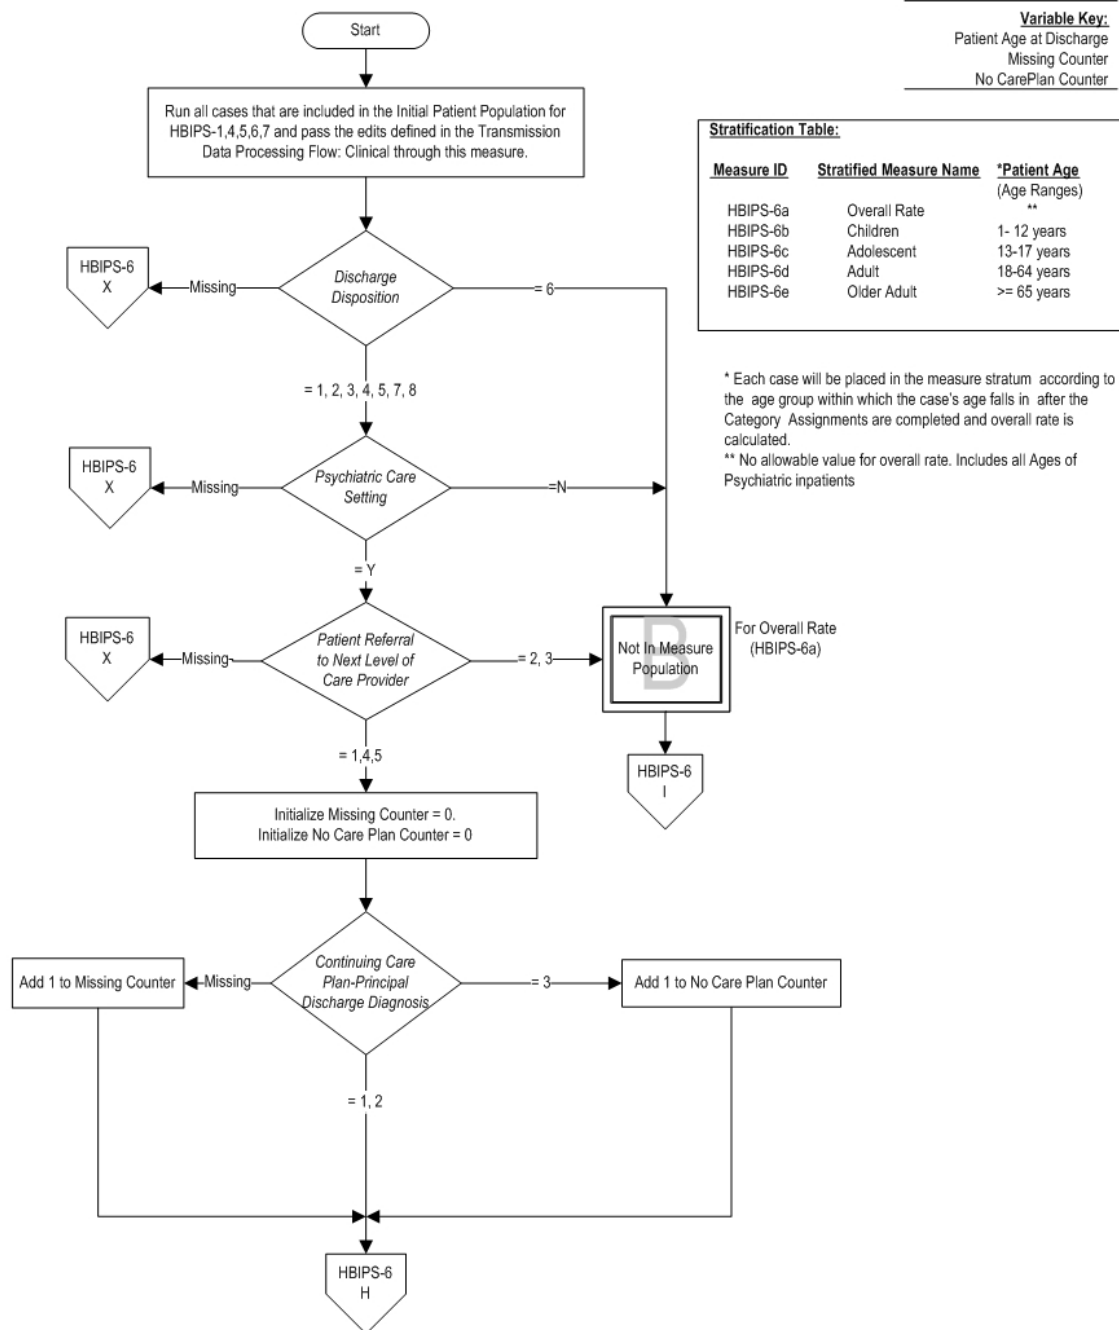 Start
Variable Key:
Patient Age at Discharge
Missing Counter
No CarePlan Counter
Run all cases that are included in the Initial Patient Population for
HBIPS-1,4,5,6,7 and pass the edits defined in the Transmission
Data Processing Flow: Clinical through this measure.
Stratification Table:
Measure ID Stratified Measure Name *Patient Age
(Age Ranges)
HBIPS-6a Overall Rate **
HBIPS-6b Children 1- 12 years
HBIPS-6c Adolescent 13-17 years
HBIPS-6d Adult 18-64 years
HBIPS-6e Older Adult >= 65 years
* Each case will be placed in the measure stratum according to
the age group within which the case's age falls in after the
Category Assignments are completed and overall rate is
calculated.
** No allowable value for overall rate. Includes all Ages of
Psychiatric inpatients
HBIPS-6
X
Missing
Discharge
Disposition
= 6
= 1, 2, 3, 4, 5, 7, 8
HBIPS-6
X
Missing
Psychiatric Care
Setting
=N
= Y
HBIPS-6
X
Missing
Patient Referral
to Next Level of
Care Provider
= 2, 3
B
Not In Measure
Population
For Overall Rate
(HBIPS-6a)
= 1,4,5
HBIPS-6
I
Initialize Missing Counter = 0.
Initialize No Care Plan Counter = 0
Add 1 to Missing Counter
Missing
Continuing Care
Plan-Principal
Discharge Diagnosis
= 3
Add 1 to No Care Plan Counter
= 1, 2
HBIPS-6
H